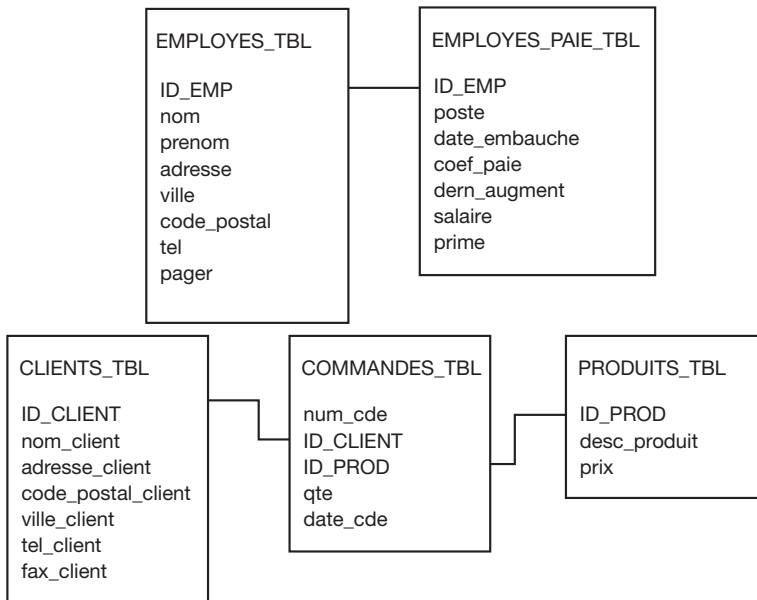 EMPLOYES_TBL
ID_EMP
nom
prenom
adresse
ville
code_postal
tel
pager
EMPLOYES_PAIE_TBL
ID_EMP
poste
date_embauche
coef_paie
dern_augment
salaire
prime
CLIENTS_TBL
ID_CLIENT
nom_client
adresse_client
code_postal_client
ville_client
tel_client
fax_client
COMMANDES_TBL
num_cde
ID_CLIENT
ID_PROD
qte
date_cde
PRODUITS_TBL
ID_PROD
desc_produit
prix